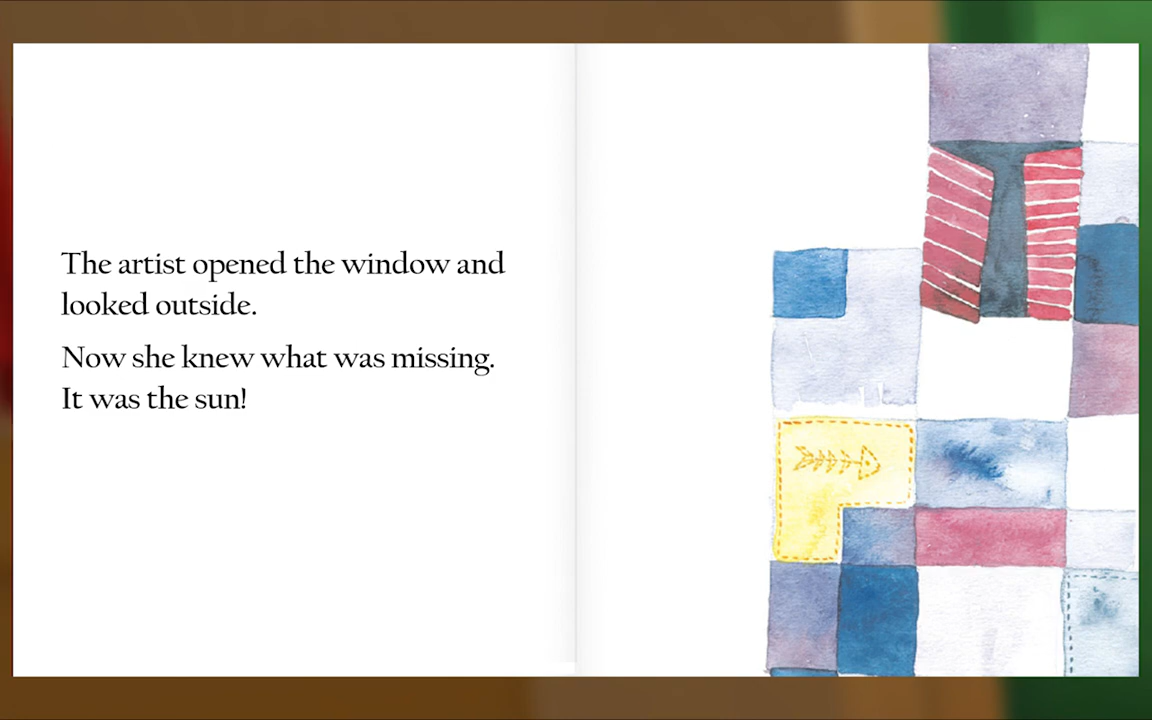 The artist opened the window and
looked outside.
Now she knew what was missing.
It was the sun!